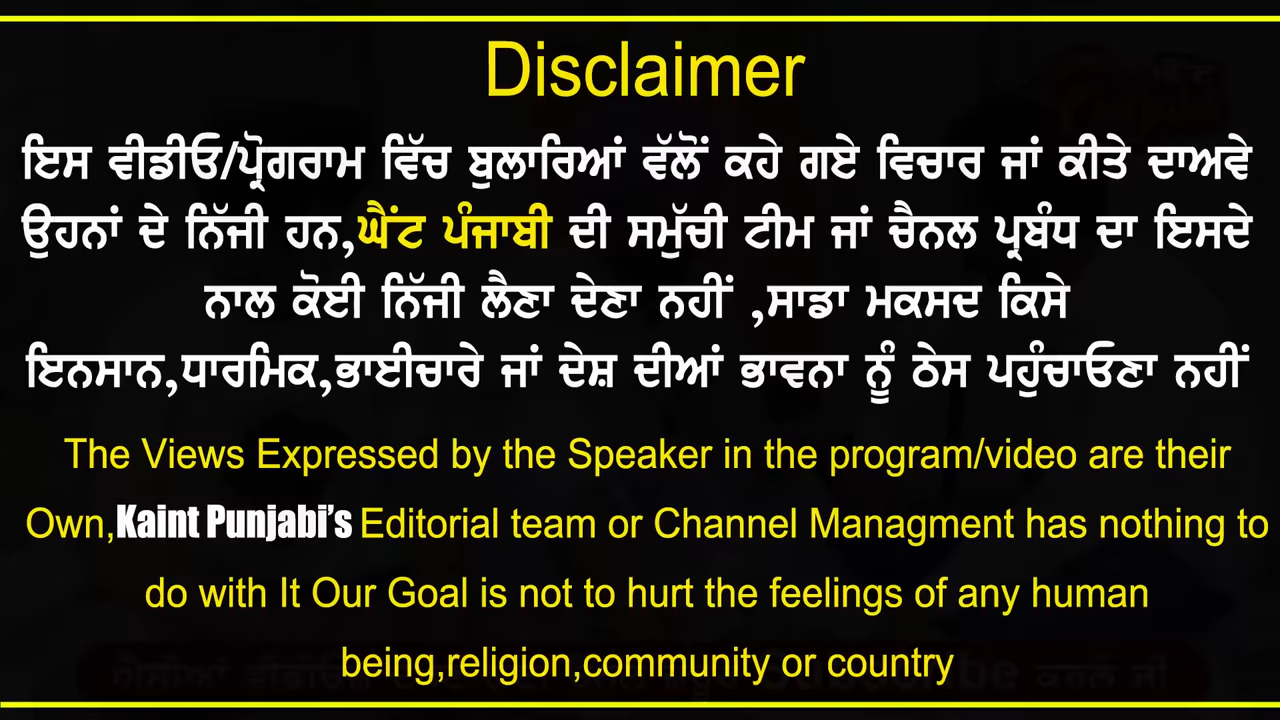 Disclaimer
ਇਸ ਵੀਡੀਓ/ਪ੍ਰੋਗਰਾਮ ਵਿੱਚ ਬੁਲਾਰਿਆਂ ਵੱਲੋਂ ਕਹੇ ਗਏ ਵਿਚਾਰ ਜਾਂ ਕੀਤੇ ਦਾਅਵੇ
ਉਹਨਾਂ ਦੇ ਨਿੱਜੀ ਹਨ,ਘੈਂਟ ਪੰਜਾਬੀ ਦੀ ਸਮੁੱਚੀ ਟੀਮ ਜਾਂ ਚੈਨਲ ਪ੍ਰਬੰਧ ਦਾ ਇਸਦੇ
ਨਾਲ ਕੋਈ ਨਿੱਜੀ ਲੈਣਾ ਦੇਣਾ ਨਹੀਂ ,ਸਾਡਾ ਮਕਸਦ ਕਿਸੇ
ਇਨਸਾਨ,ਧਾਰਮਿਕ,ਭਾਈਚਾਰੇ ਜਾਂ ਦੇਸ਼ ਦੀਆਂ ਭਾਵਨਾ ਨੂੰ ਠੇਸ ਪਹੁੰਚਾਓਣਾ ਨਹੀਂ
The Views Expressed by the Speaker in the program/video are their
Own,Kaint Punjabi's Editorial team or Channel Managment has nothing to
do with It Our Goal is not to hurt the feelings of any human
being,religion,community or country